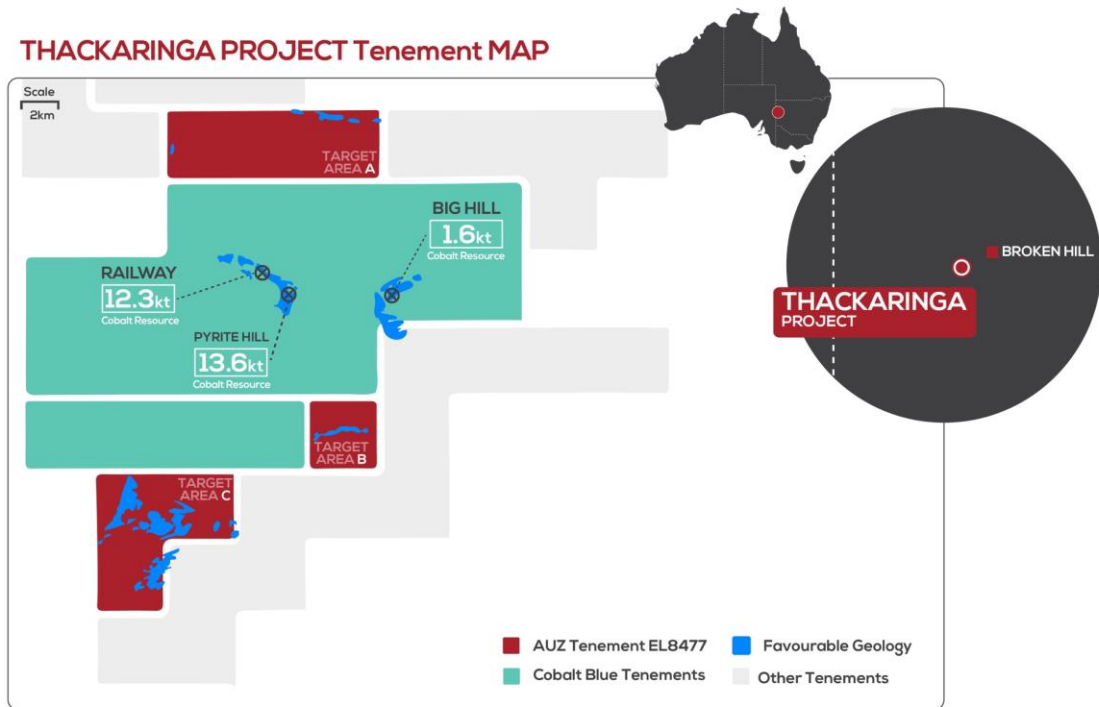 THACKARINGA PROJECT Tenement MAP
Scale
2km
TARGET
AREA A
BIG HILL
1.6kt
Cobalt Resource
RAILWAY
12.3kt
Cobalt Resource
PYRITE HILL
13.6kt
Cobalt Resource
TARGET
AREA B
TARGET
AREA C
BROKEN HILL
THACKARINGA
PROJECT
AUZ Tenement EL8477
Favourable Geology
Cobalt Blue Tenements
Other Tenements